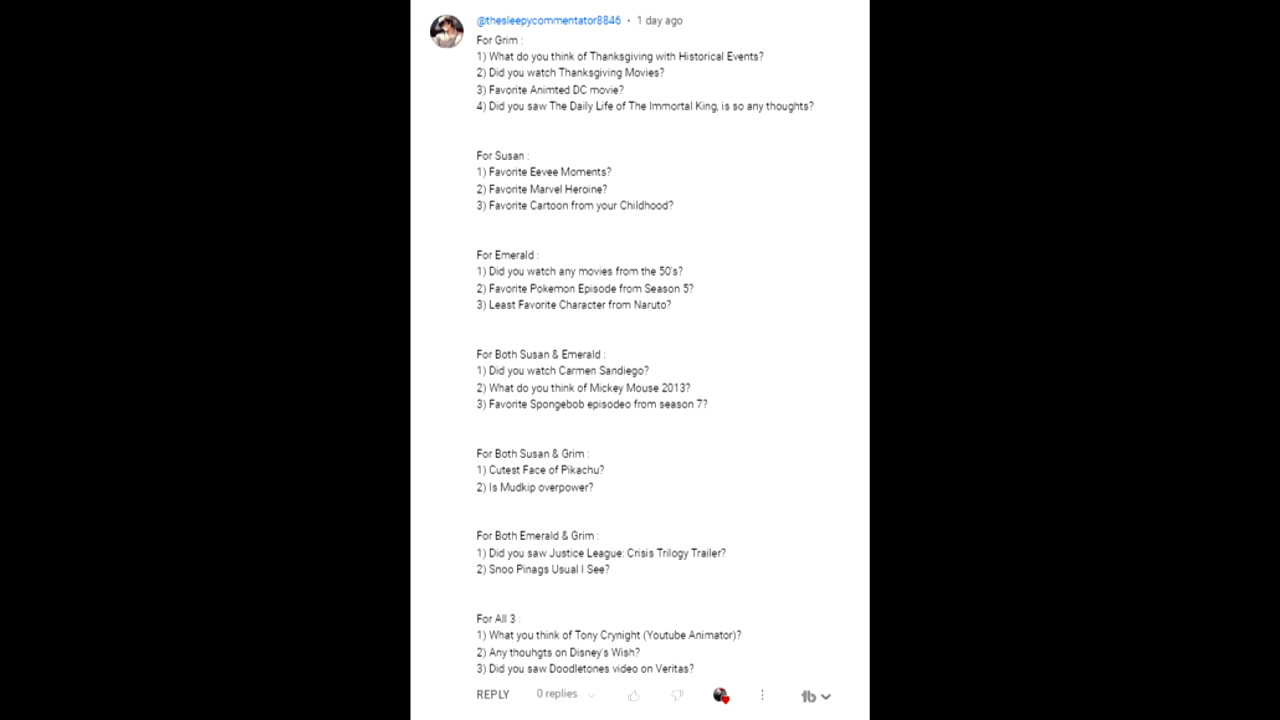 @thesleepycommentator8846 • 1 day ago
For Grim :
1) What do you think of Thanksgiving with Historical Events?
2) Did you watch Thanksgiving Movies?
3) Favorite Animted DC movie?
4) Did you saw The Daily Life of The Immortal King, is so any thoughts?
For Susan :
1) Favorite Eevee Moments?
2) Favorite Marvel Heroine?
3) Favorite Cartoon from your Childhood?
For Emerald :
1) Did you watch any movies from the 50's?
2) Favorite Pokemon Episode from Season 5?
3) Least Favorite Character from Naruto?
For Both Susan & Emerald :
1) Did you watch Carmen Sandiego?
2) What do you think of Mickey Mouse 2013?
3) Favorite Spongebob episodeo from season 7?
For Both Susan & Grim :
1) Cutest Face of Pikachu?
2) Is Mudkip overpower?
For Both Emerald & Grim :
1) Did you saw Justice League: Crisis Trilogy Trailer?
2) Snoo Pinags Usual I See?
For All 3 :
1) What you think of Tony Crynight (Youtube Animator)?
2) Any thouhgts on Disney's Wish?
3) Did you saw Doodletones video on Veritas?
REPLY 0 replies tb